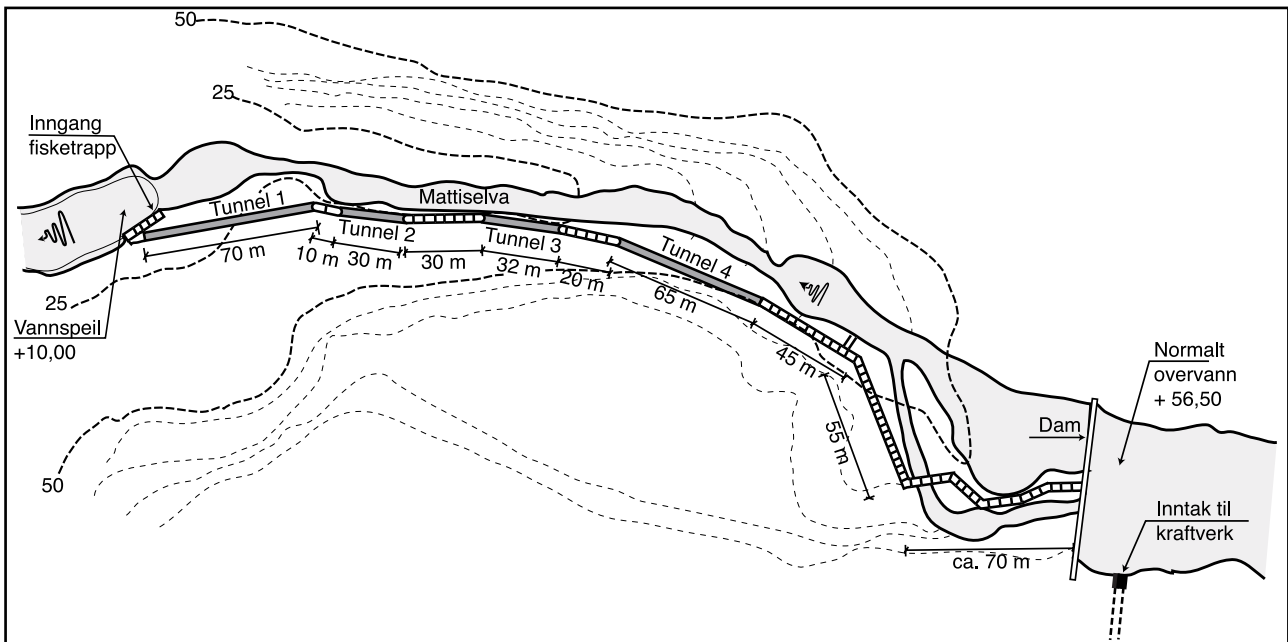 50
25
Inngang
fisketrapp
Mattiselva
Tunnel 1
Tunnel 2
Tunnel 3
Tunnel 4
70 m
10 m
30 m
30 m
32 m
20 m
65 m
45 m
55 m
25
Vannspeil
+10,00
50
Normalt
overvann
+ 56,50
Dam
Inntak til
kraftverk
ca. 70 m